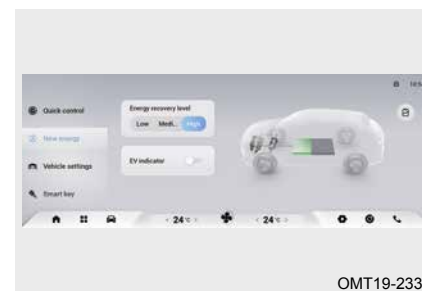 Quick control
Energy recovery level
Low Medi... High
New energy
Vehicle settings
EV indicator
Smart key
< 24°c >
< 24°c >
OMT19-233